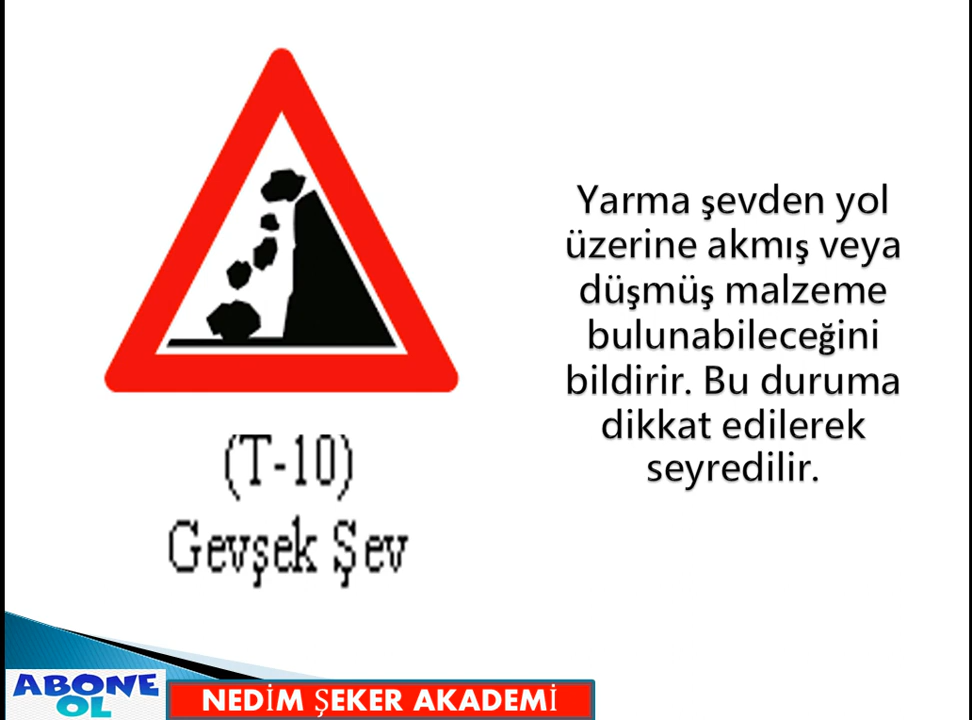 Yarma şevden yol
üzerine akmış veya
düşmüş malzeme
bulunabileceğini
bildirir. Bu duruma
dikkat edilerek
seyredilir.
(T-10)
Gevşek Şev
ABONE
OL
NEDİM ŞEKER AKADEMİ